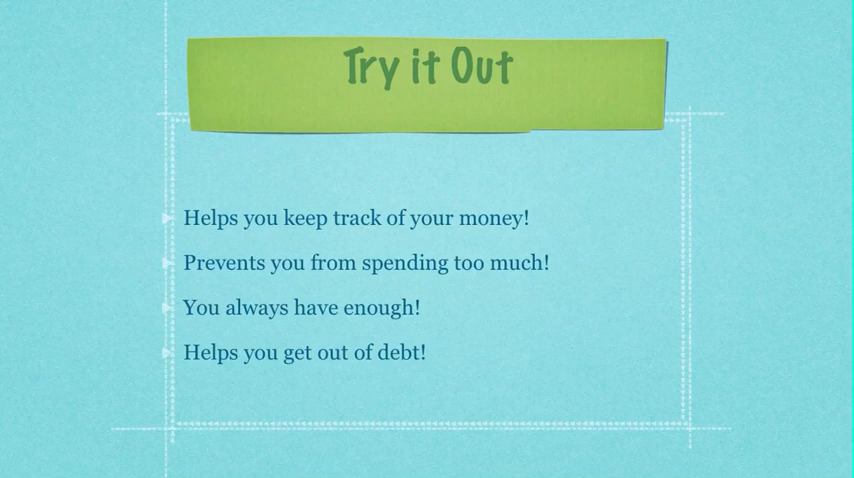 Try it Out
Helps you keep track of your money!
Prevents you from spending too much!
You always have enough!
Helps you get out of debt!